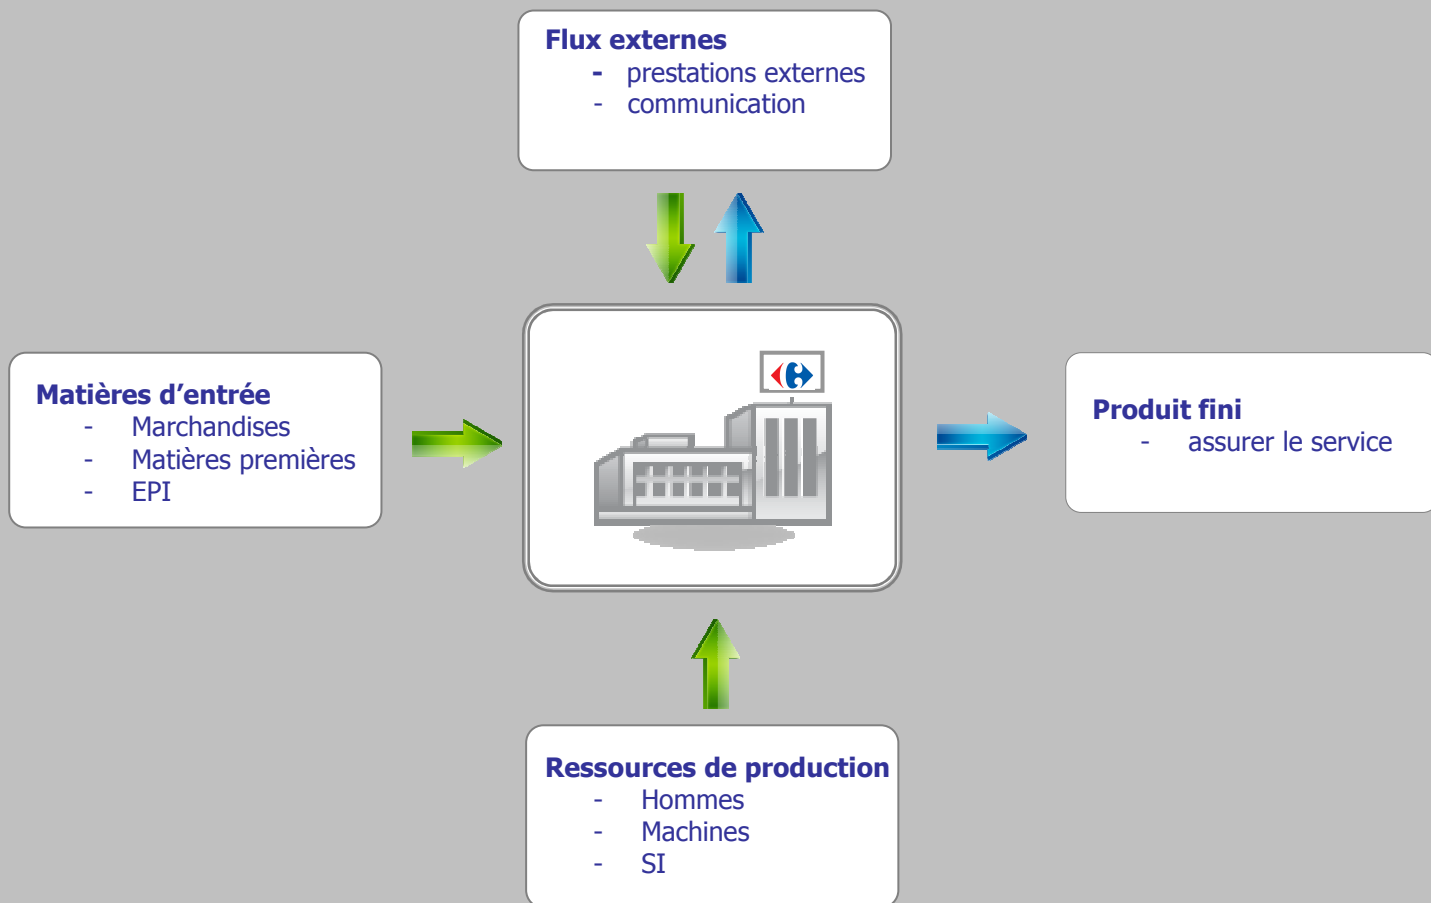 Flux externes
- prestations externes
- communication
Matières d’entrée
- Marchandises
- Matières premières
- EPI
Produit fini
- assurer le service
Ressources de production
- Hommes
- Machines
- SI